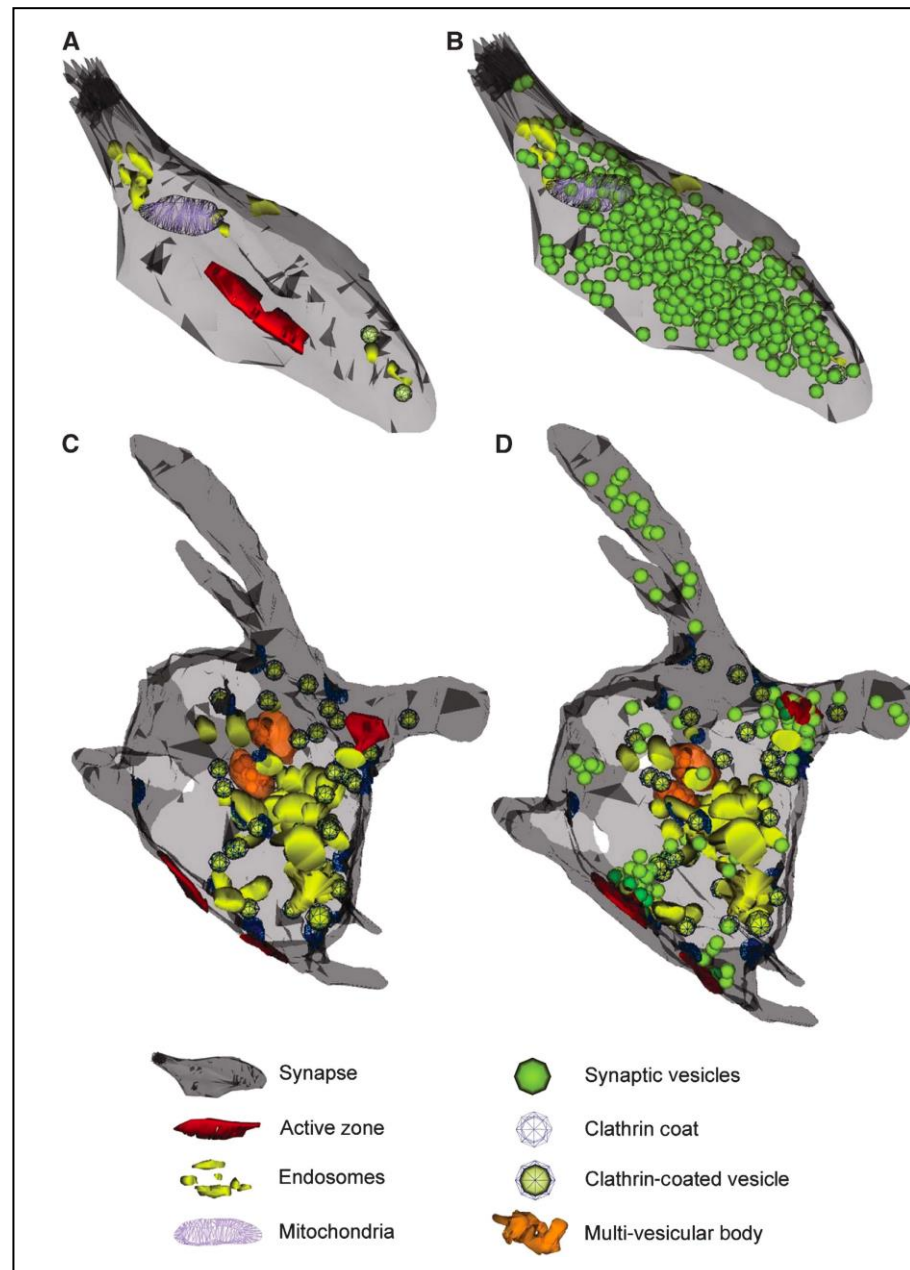 A
B
C
D
Synapse
Synaptic vesicles
Active zone
Clathrin coat
Endosomes
Clathrin-coated vesicle
Mitochondria
Multi-vesicular body